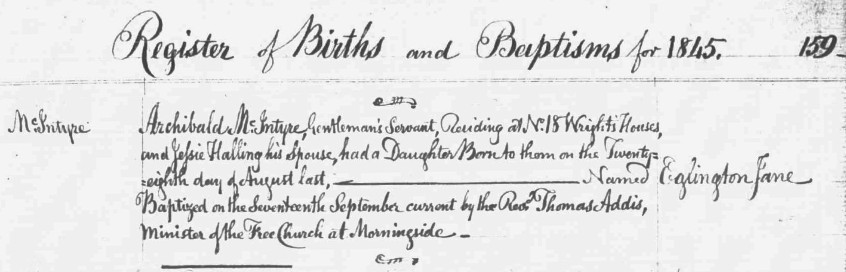 Register of Births and Baptisms for 1845. 159
McIntyre
Archibald McIntyre, Gentleman's Servant, Residing at No. 18 Wright's Houses,
and Jessie Halling his Spouse, had a Daughter Born to them on the Twenty=
=eighth day of August last, ——— Named Eglington Jane
Baptized on the Seventeenth September current by the Revd. Thomas Addis,
Minister of the Free Church at Morningside —